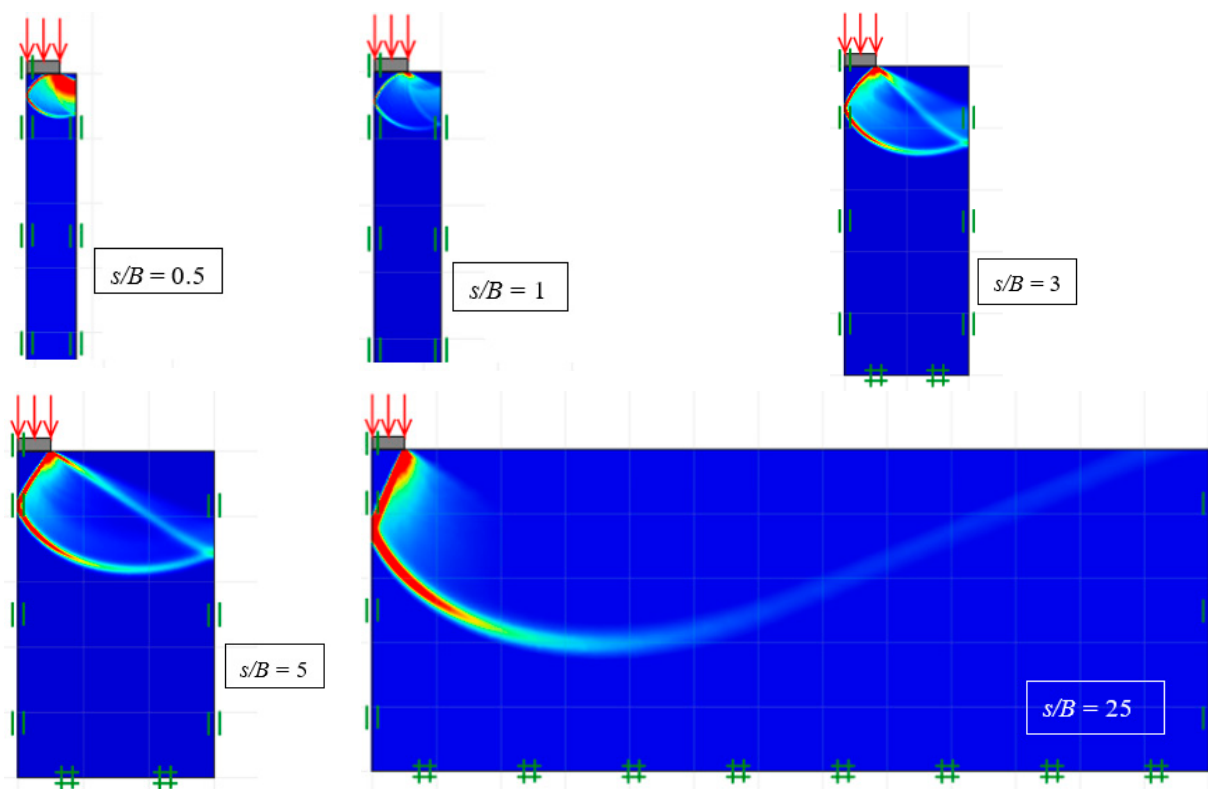 s/B = 0.5
s/B = 1
s/B = 3
s/B = 5
s/B = 25